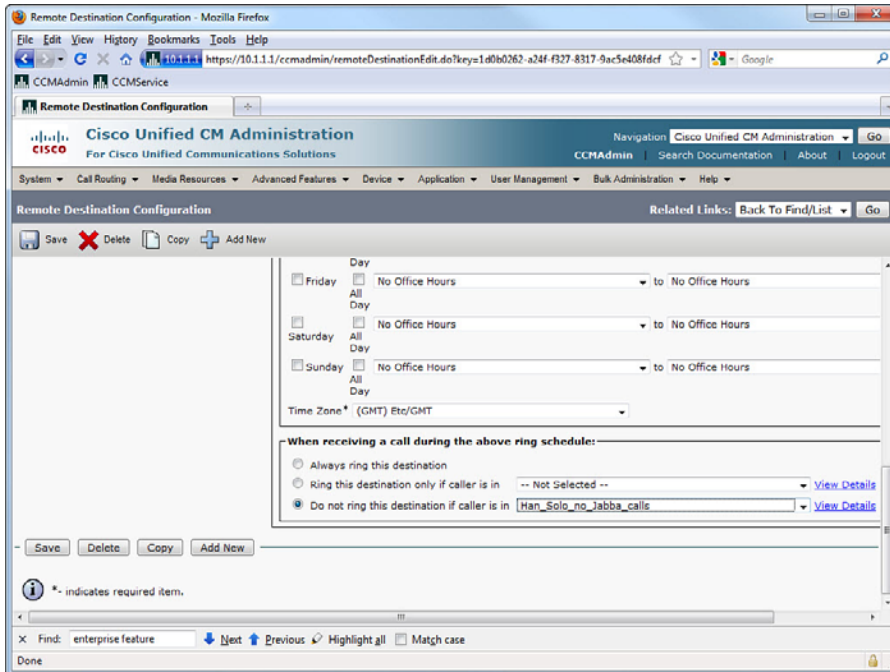 Remote Destination Configuration - Mozilla Firefox
File Edit View History Bookmarks Tools Help
10.1.1.1 https://10.1.1.1/ccmadmin/remoteDestinationEdit.do?key=1d0b0262-a24f-f327-8317-9ac5e408fdcf Google
CCMAdmin CCMService
Remote Destination Configuration
CISCO Cisco Unified CM Administration Navigation Cisco Unified CM Administration Go
For Cisco Unified Communications Solutions CCMAdmin | Search Documentation | About | Logout
System Call Routing Media Resources Advanced Features Device Application User Management Bulk Administration Help
Remote Destination Configuration Related Links: Back To Find/List Go
Save Delete Copy Add New
Day
Friday All Day No Office Hours to No Office Hours
Saturday All Day No Office Hours to No Office Hours
Sunday All Day No Office Hours to No Office Hours
Time Zone* (GMT) Etc/GMT
When receiving a call during the above ring schedule:
Always ring this destination
Ring this destination only if caller is in -- Not Selected -- View Details
Do not ring this destination if caller is in Han_Solo_no_Jabba_calls View Details
Save Delete Copy Add New
i *- indicates required item.
x Find: enterprise feature Next Previous Highlight all Match case
Done